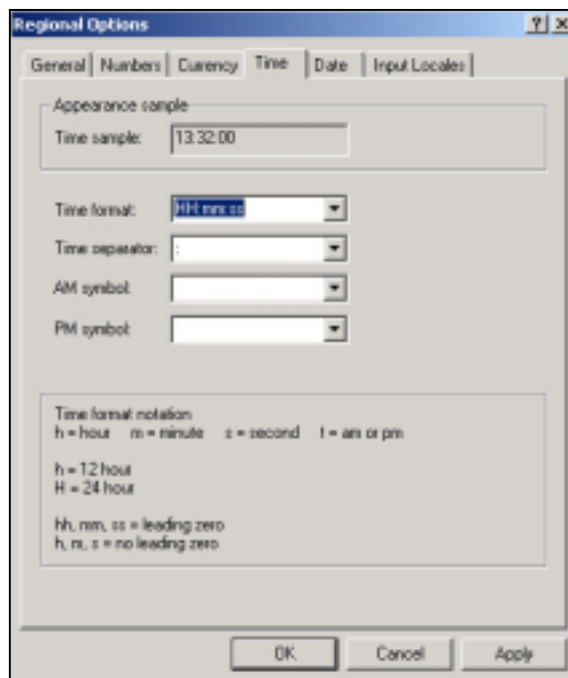 Regional Options
General Numbers Currency Time Date Input Locales
Appearance sample
Time sample: 13:32:00
Time format: HH:mm:ss
Time separator: :
AM symbol:
PM symbol:
Time format notation
h = hour m = minute s = second t = am or pm
h = 12 hour
H = 24 hour
hh, mm, ss = leading zero
h, m, s = no leading zero
OK Cancel Apply